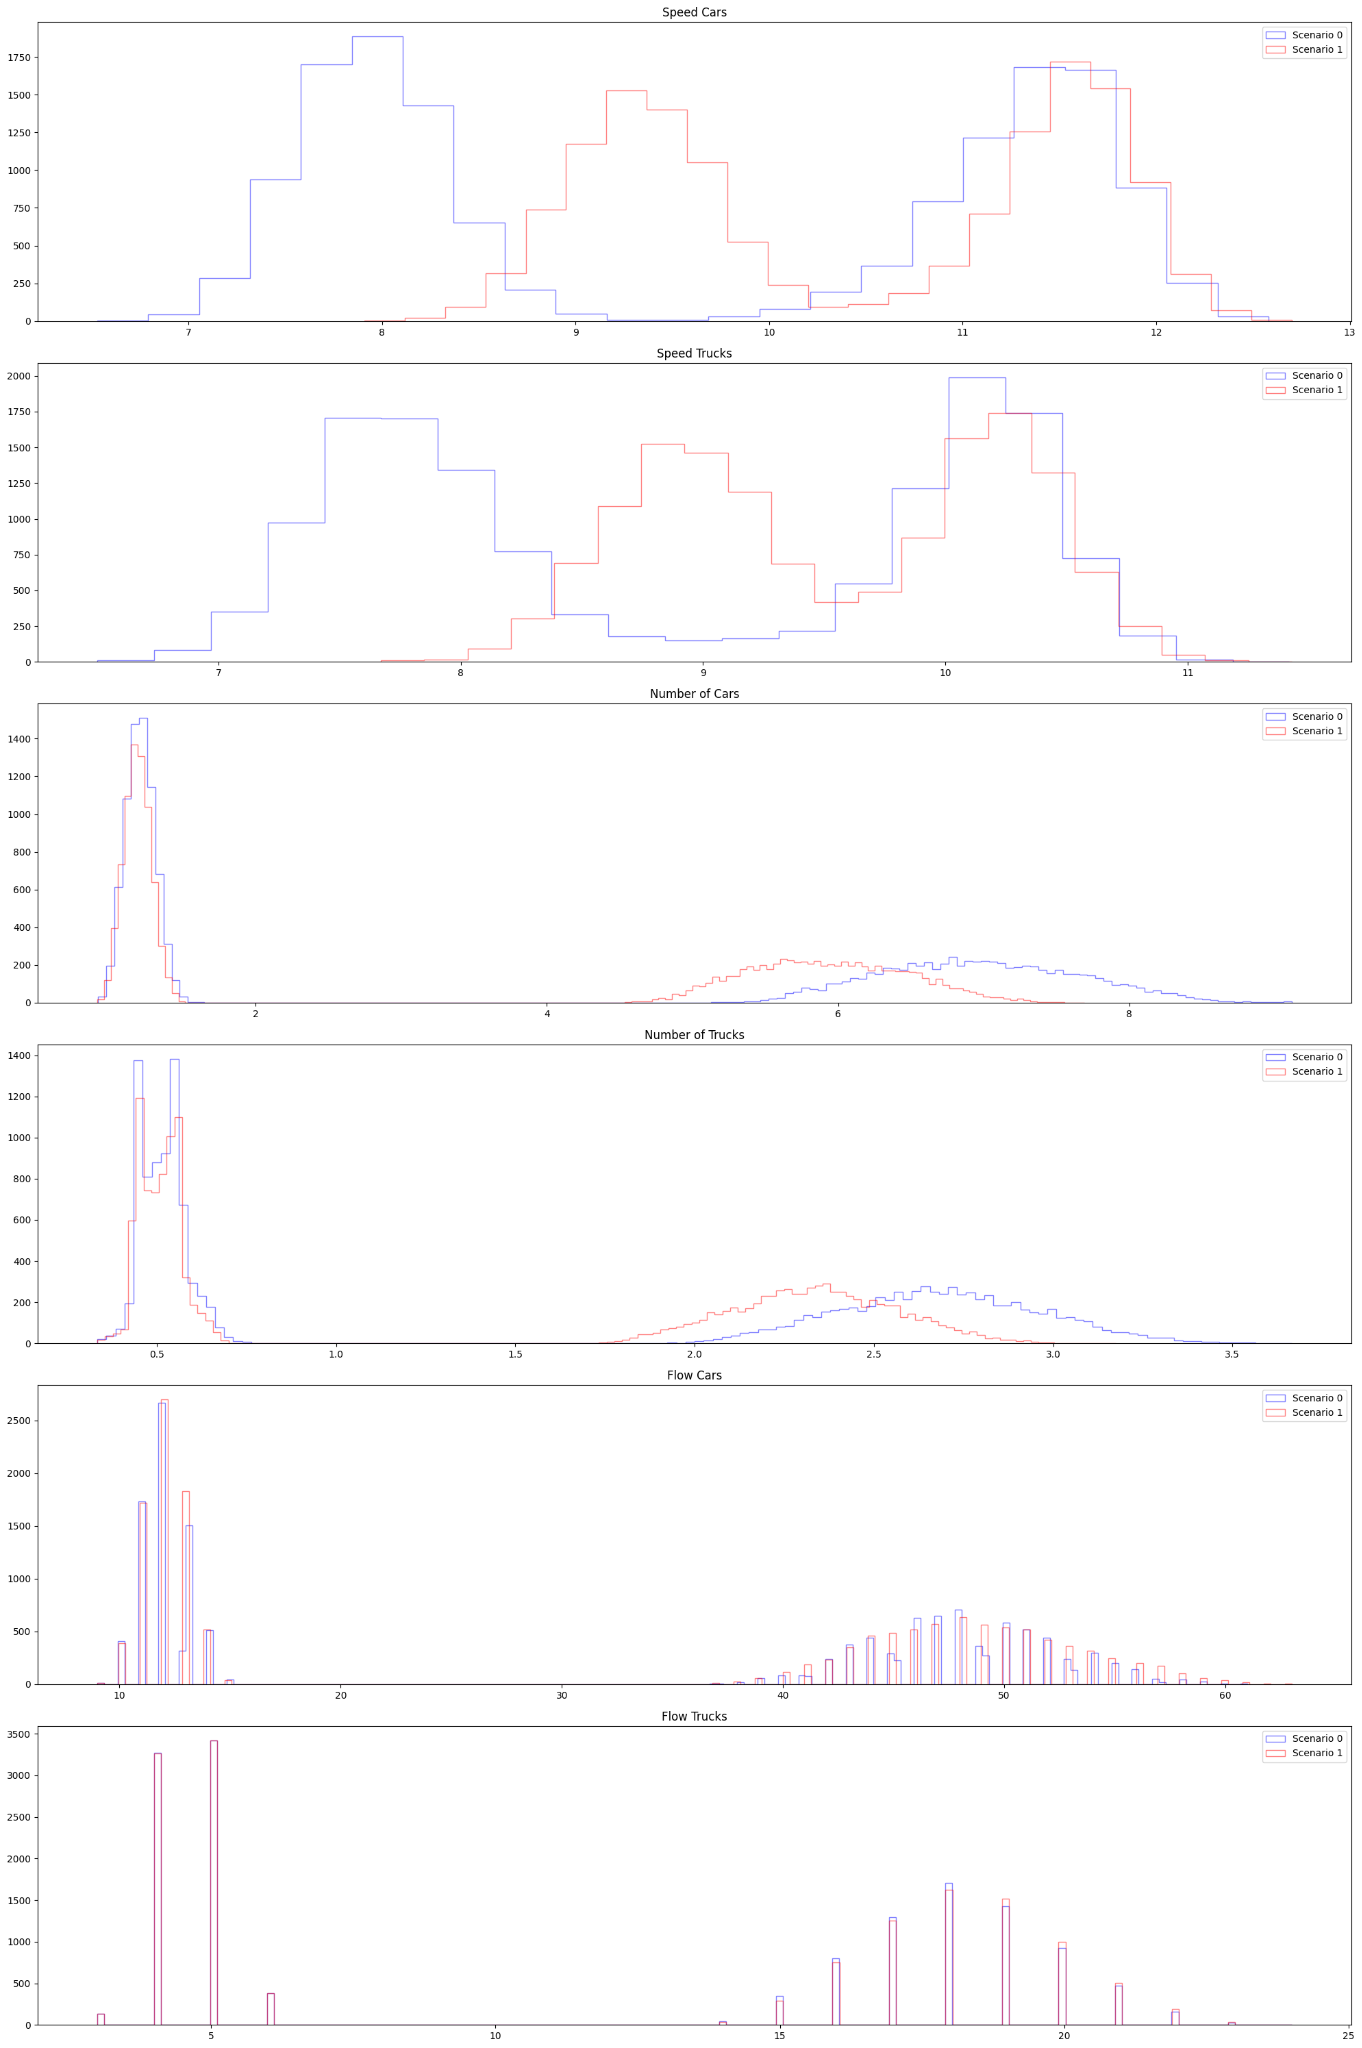 Speed Cars
Scenario 0
Scenario 1
1750
1500
1250
1000
750
500
250
0
7 8 9 10 11 12 13
Speed Trucks
Scenario 0
Scenario 1
2000
1750
1500
1250
1000
750
500
250
0
7 8 9 10 11
Number of Cars
Scenario 0
Scenario 1
1400
1200
1000
800
600
400
200
0
2 4 6 8
Number of Trucks
Scenario 0
Scenario 1
1400
1200
1000
800
600
400
200
0
0.5 1.0 1.5 2.0 2.5 3.0 3.5
Flow Cars
Scenario 0
Scenario 1
2500
2000
1500
1000
500
0
10 20 30 40 50 60
Flow Trucks
Scenario 0
Scenario 1
3500
3000
2500
2000
1500
1000
500
0
5 10 15 20 25